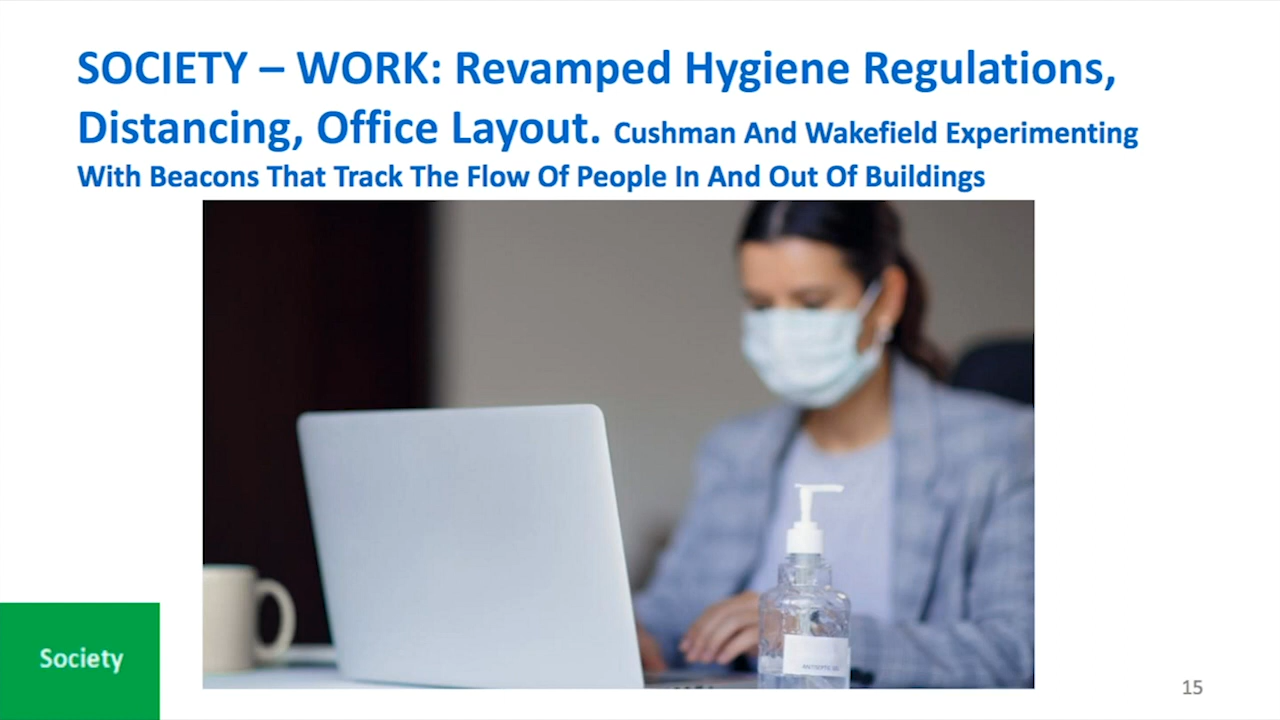 SOCIETY – WORK: Revamped Hygiene Regulations,
Distancing, Office Layout. Cushman And Wakefield Experimenting
With Beacons That Track The Flow Of People In And Out Of Buildings
Society
15